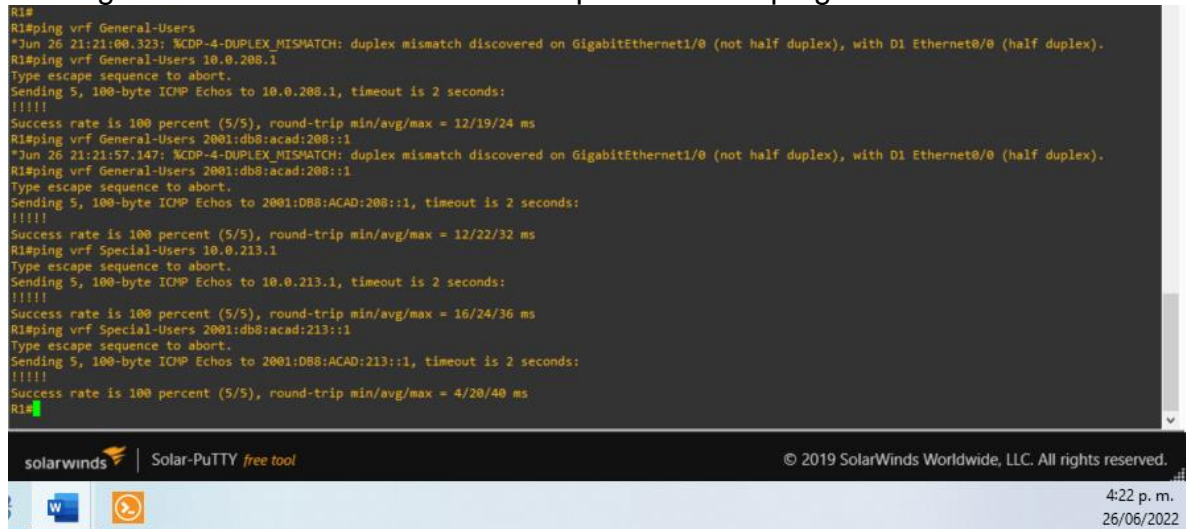 R1#
R1#ping vrf General-Users
*Jun 26 21:21:00.323: %CDP-4-DUPLEX_MISMATCH: duplex mismatch discovered on GigabitEthernet1/0 (not half duplex), with D1 Ethernet0/0 (half duplex).
R1#ping vrf General-Users 10.0.208.1
Type escape sequence to abort.
Sending 5, 100-byte ICMP Echos to 10.0.208.1, timeout is 2 seconds:
!!!!!
Success rate is 100 percent (5/5), round-trip min/avg/max = 12/19/24 ms
R1#ping vrf General-Users 2001:db8:acad:208::1
*Jun 26 21:21:57.147: %CDP-4-DUPLEX_MISMATCH: duplex mismatch discovered on GigabitEthernet1/0 (not half duplex), with D1 Ethernet0/0 (half duplex).
R1#ping vrf General-Users 2001:db8:acad:208::1
Type escape sequence to abort.
Sending 5, 100-byte ICMP Echos to 2001:DB8:ACAD:208::1, timeout is 2 seconds:
!!!!!
Success rate is 100 percent (5/5), round-trip min/avg/max = 12/22/32 ms
R1#ping vrf Special-Users 10.0.213.1
Type escape sequence to abort.
Sending 5, 100-byte ICMP Echos to 10.0.213.1, timeout is 2 seconds:
!!!!!
Success rate is 100 percent (5/5), round-trip min/avg/max = 16/24/36 ms
R1#ping vrf Special-Users 2001:db8:acad:213::1
Type escape sequence to abort.
Sending 5, 100-byte ICMP Echos to 2001:DB8:ACAD:213::1, timeout is 2 seconds:
!!!!!
Success rate is 100 percent (5/5), round-trip min/avg/max = 4/20/40 ms
R1#
solarwinds | Solar-PuTTY free tool © 2019 SolarWinds Worldwide, LLC. All rights reserved.
W
4:22 p. m.
26/06/2022